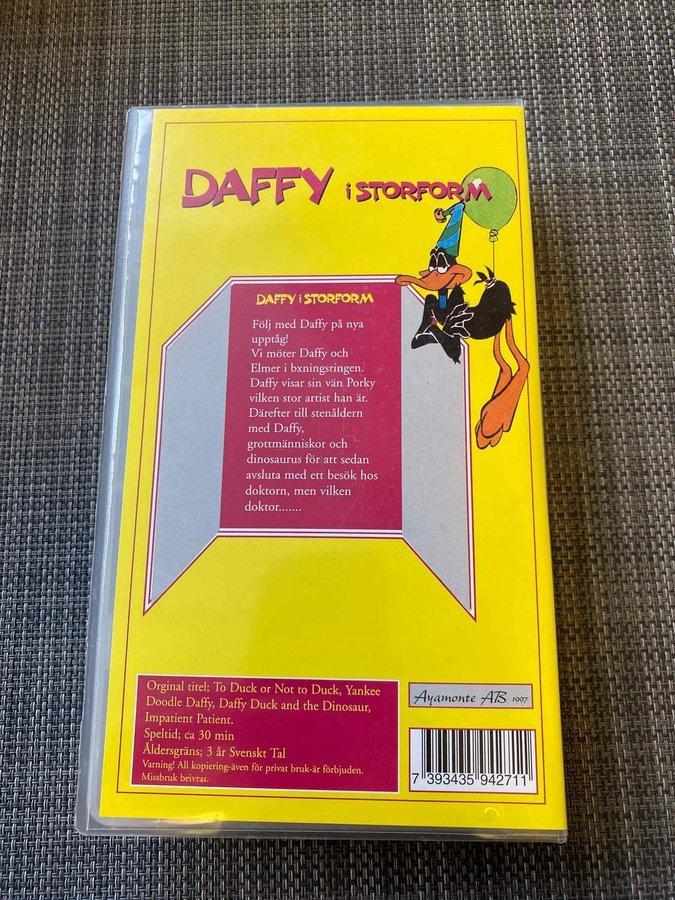 DAFFY i STORFORM
DAFFY i STORFORM
Följ med Daffy på nya
upptåg!
Vi möter Daffy och
Elmer i bxningsringen.
Daffy visar sin vän Porky
vilken stor artist han är.
Därefter till stenåldern
med Daffy,
grottmänniskor och
dinosaurus för att sedan
avsluta med ett besök hos
doktorn, men vilken
doktor.......
Orginal titel; To Duck or Not to Duck, Yankee
Doodle Daffy, Daffy Duck and the Dinosaur,
Impatient Patient.
Speltid; ca 30 min
Åldersgräns; 3 år Svenskt Tal
Varning! All kopiering-även för privat bruk-är förbjuden.
Missbruk beivras.
Ayamonte AB 1997
7 393435 942711